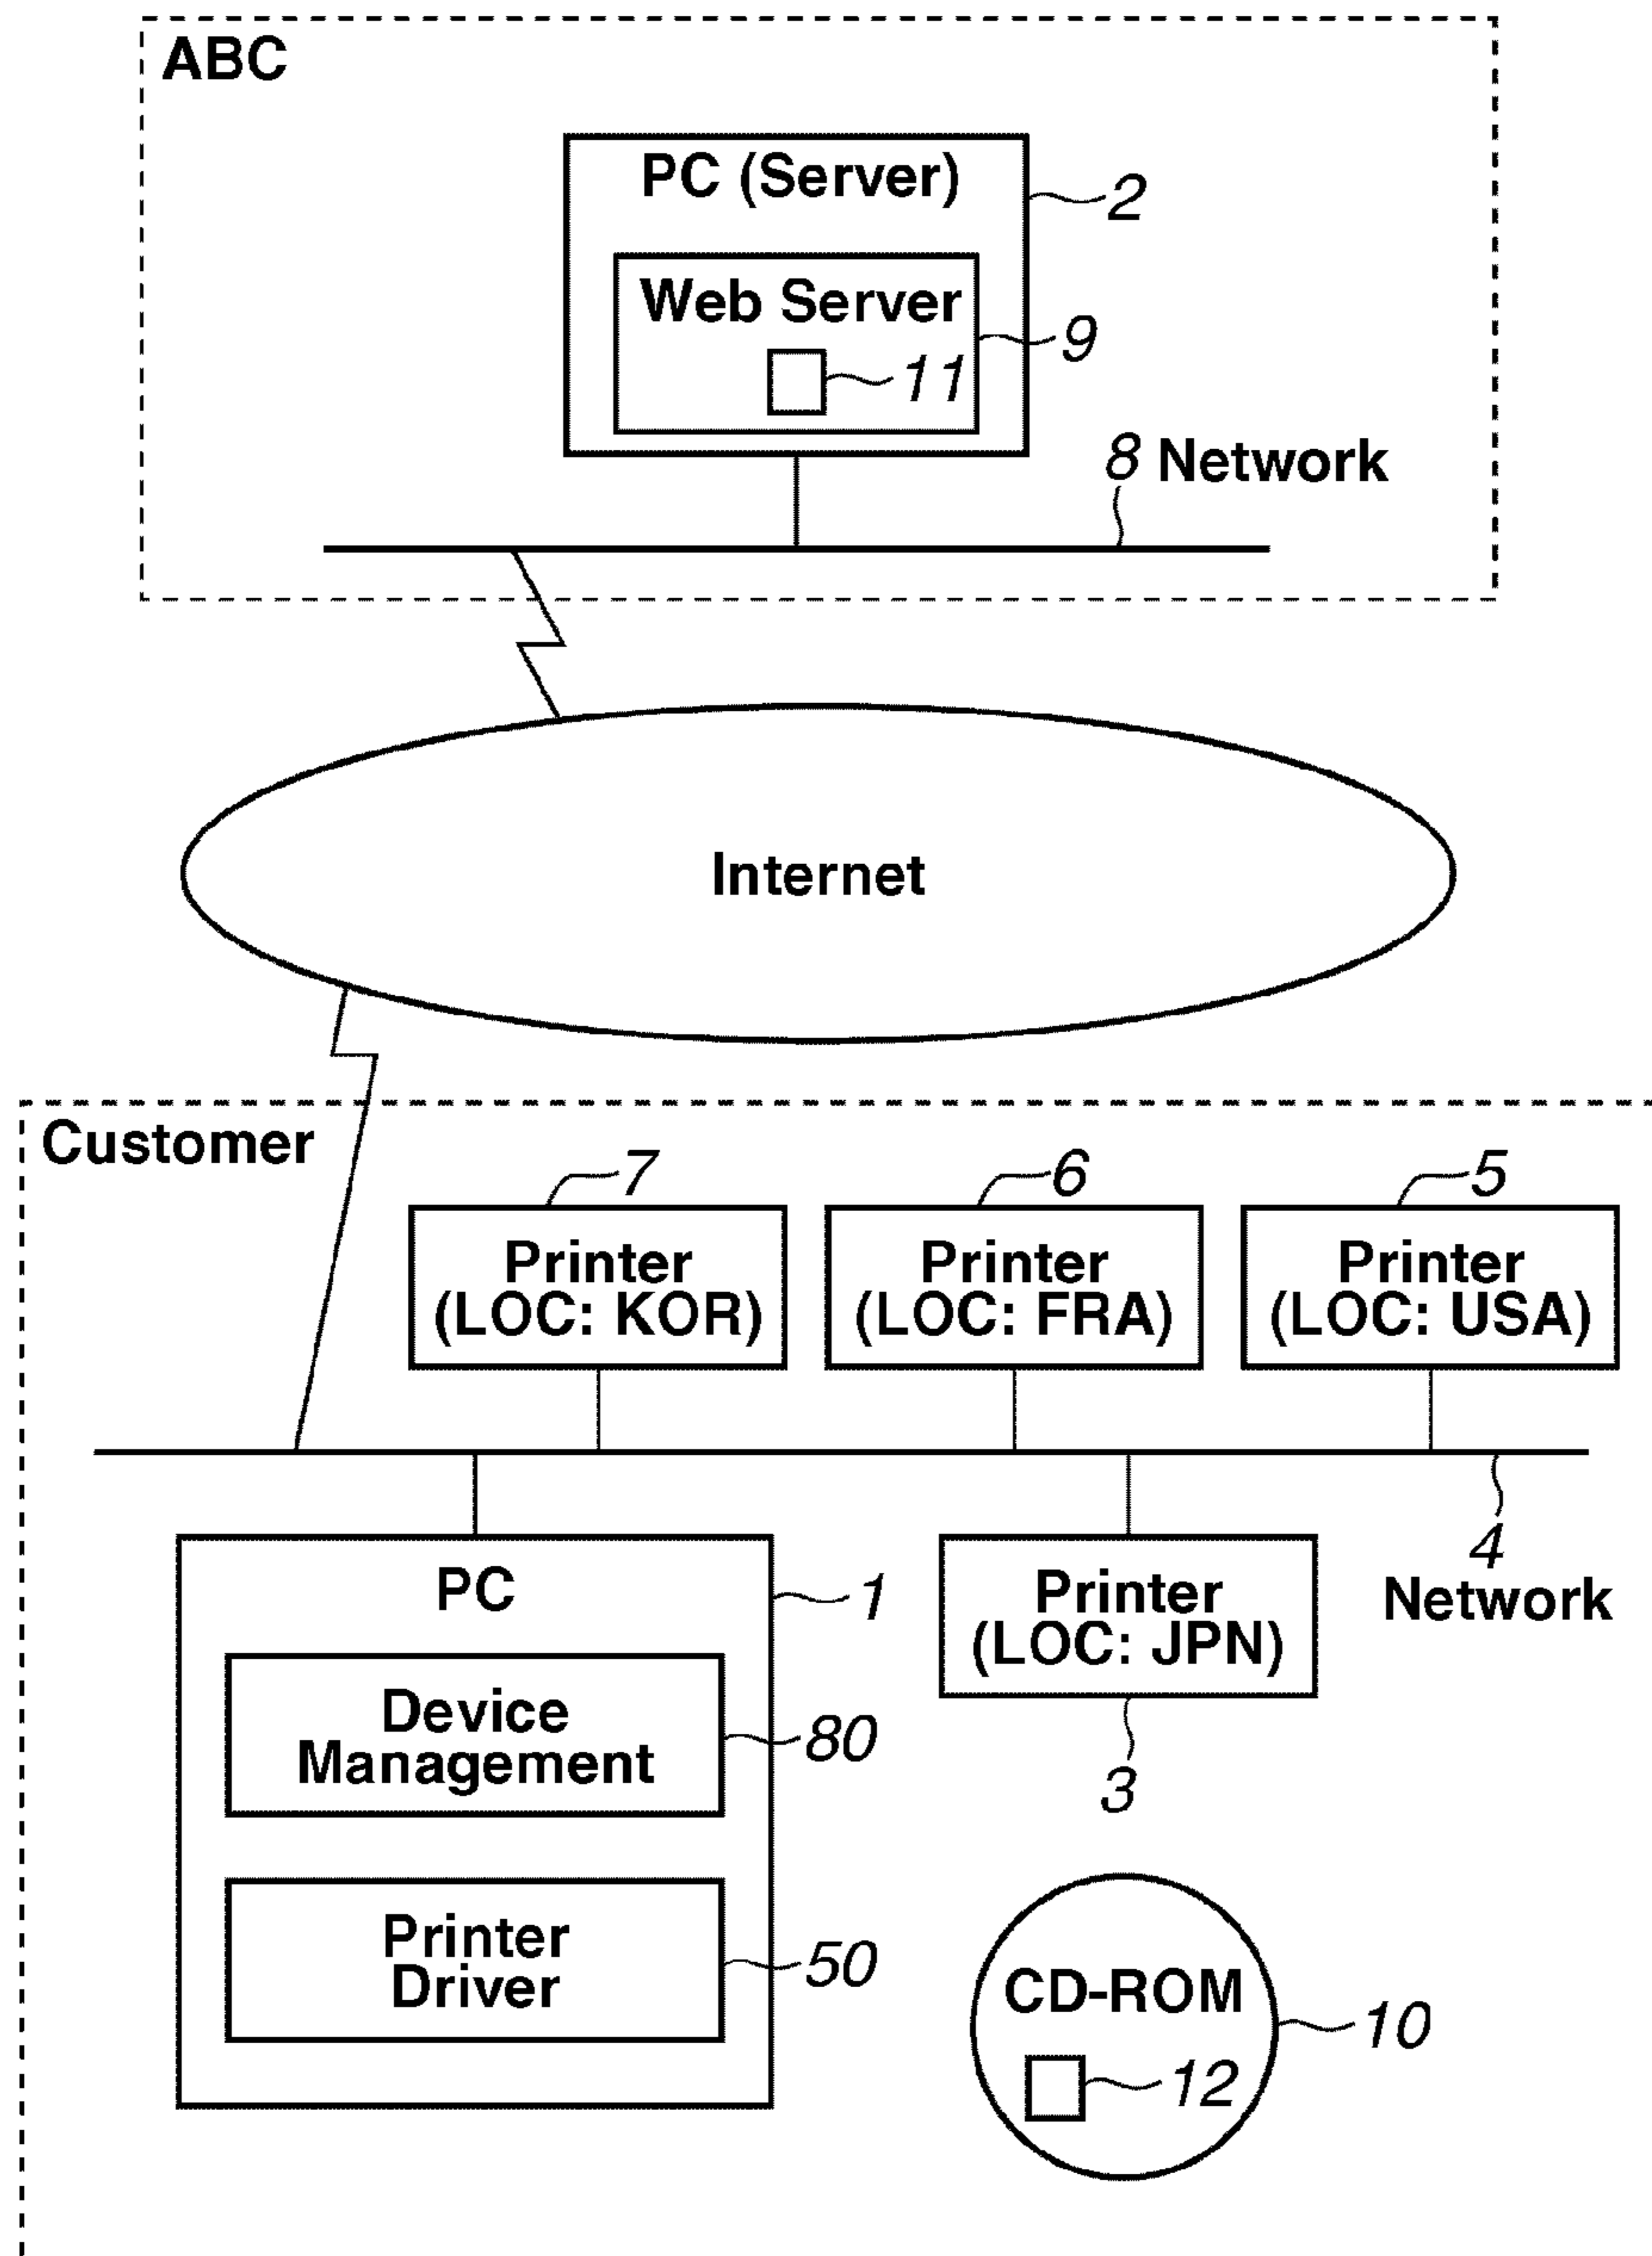 ABC
PC (Server)
2
Web Server
9
11
8 Network
Internet
Customer
7
6
5
Printer
(LOC: KOR)
Printer
(LOC: FRA)
Printer
(LOC: USA)
4
Network
PC
1
Printer
(LOC: JPN)
3
Device
Management
80
Printer
Driver
50
CD-ROM
10
12